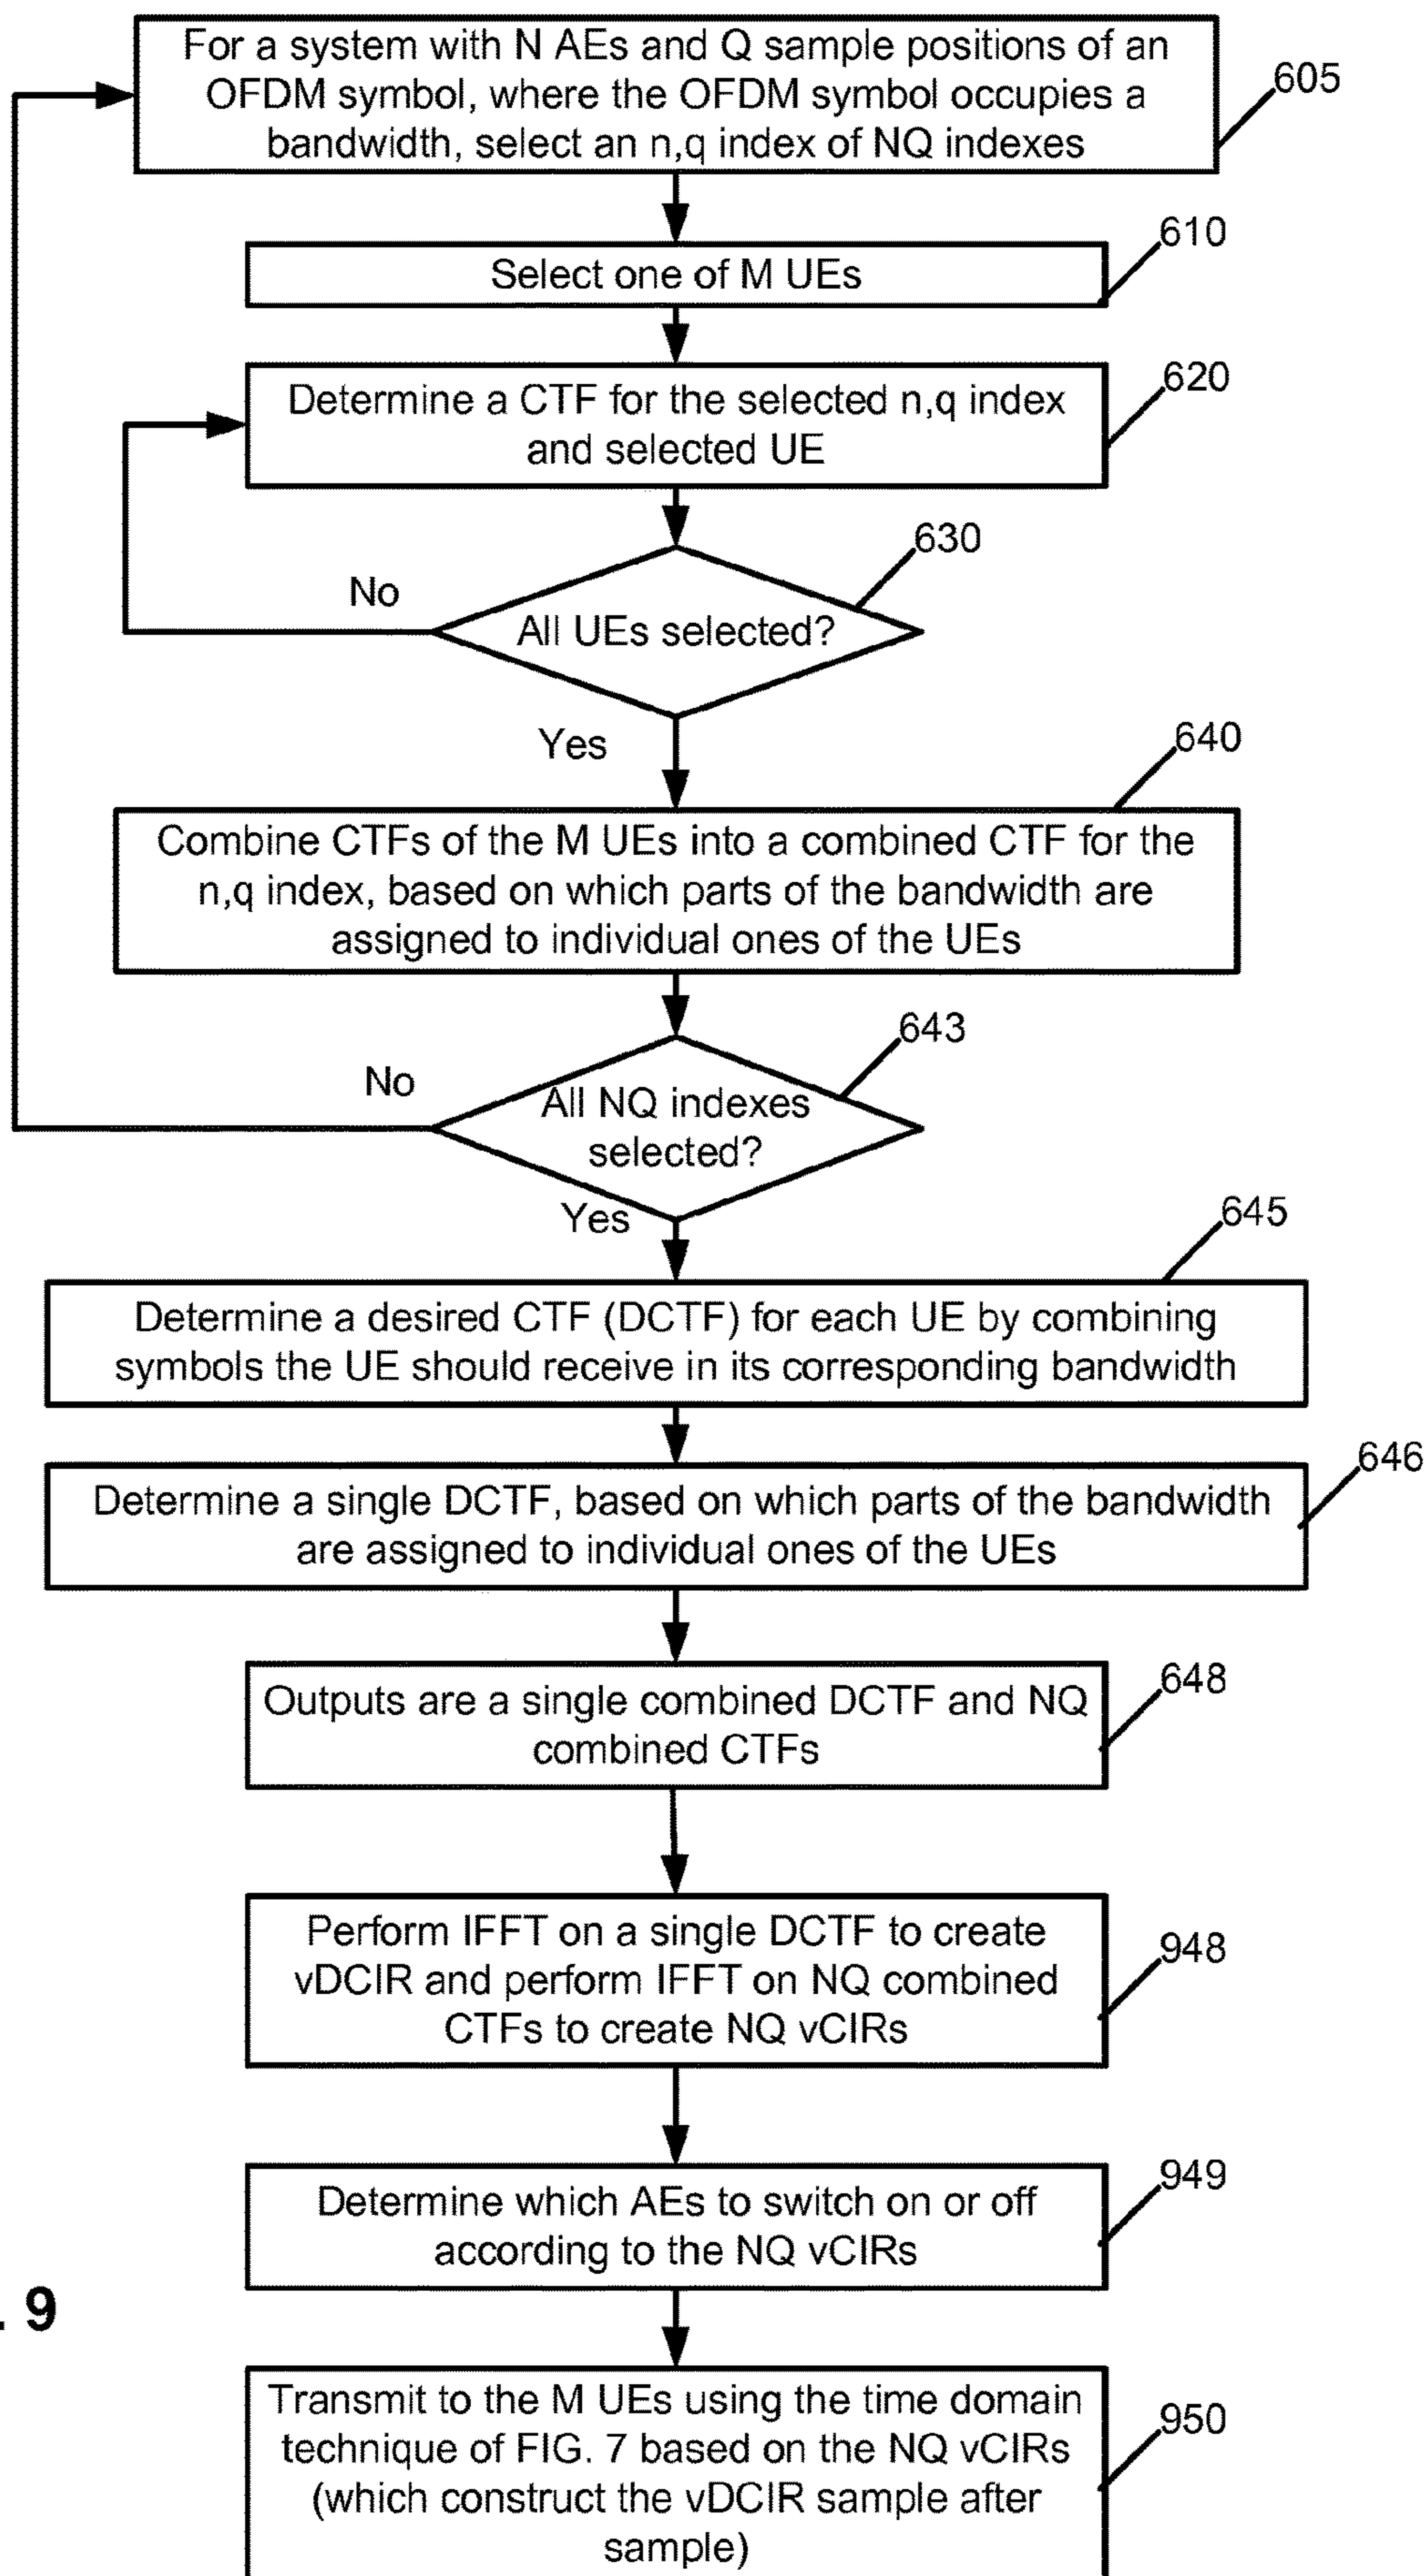 For a system with N AEs and Q sample positions of an
OFDM symbol, where the OFDM symbol occupies a
bandwidth, select an n,q index of NQ indexes
605
610
Select one of M UEs
620
Determine a CTF for the selected n,q index
and selected UE
630
No
All UEs selected?
Yes
640
Combine CTFs of the M UEs into a combined CTF for the
n,q index, based on which parts of the bandwidth are
assigned to individual ones of the UEs
643
No
All NQ indexes
selected?
Yes
645
Determine a desired CTF (DCTF) for each UE by combining
symbols the UE should receive in its corresponding bandwidth
646
Determine a single DCTF, based on which parts of the bandwidth
are assigned to individual ones of the UEs
648
Outputs are a single combined DCTF and NQ
combined CTFs
Perform IFFT on a single DCTF to create
vDCIR and perform IFFT on NQ combined
CTFs to create NQ vCIRs
948
949
Determine which AEs to switch on or off
according to the NQ vCIRs
. 9
Transmit to the M UEs using the time domain
technique of FIG. 7 based on the NQ vCIRs
(which construct the vDCIR sample after
sample)
950